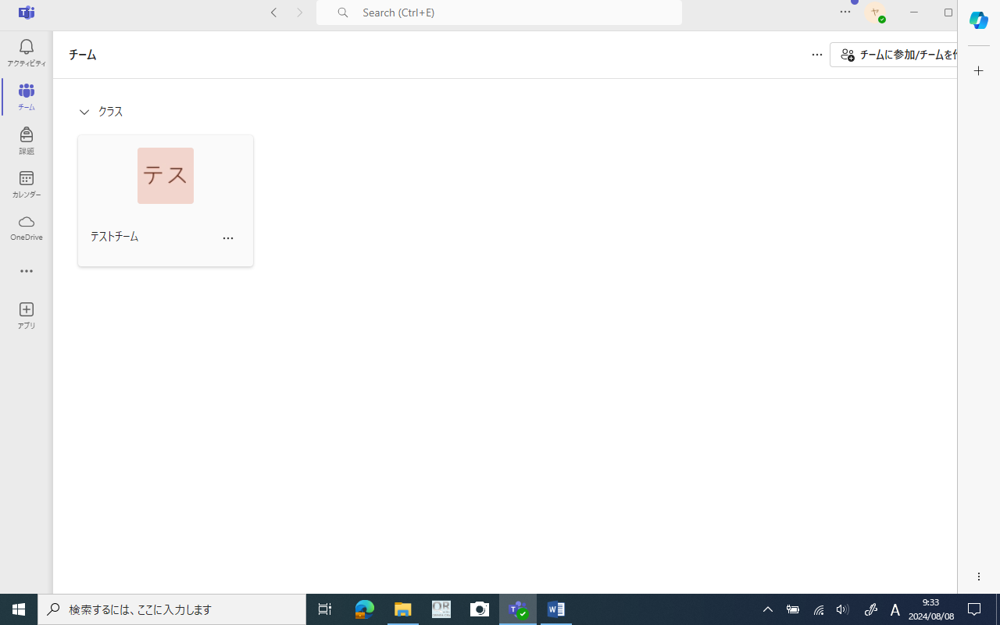 Search (Ctrl+E)
ヤ
アクティビティ
チーム
課題
カレンダー
OneDrive
アプリ
チーム
チームに参加/チームを
クラス
テス
テストチーム
検索するには、ここに入力します
A
9:33
2024/08/08